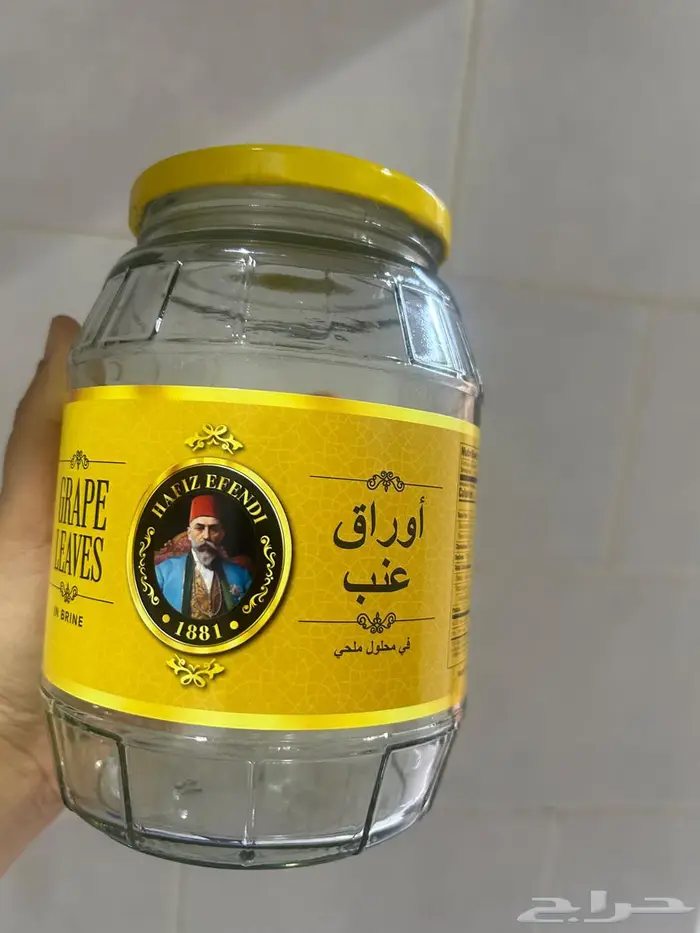 GRAPE
LEAVES
IN BRINE
HAFIZ EFENDI
1881
أوراق
عنب
في محلول ملحي
حراج